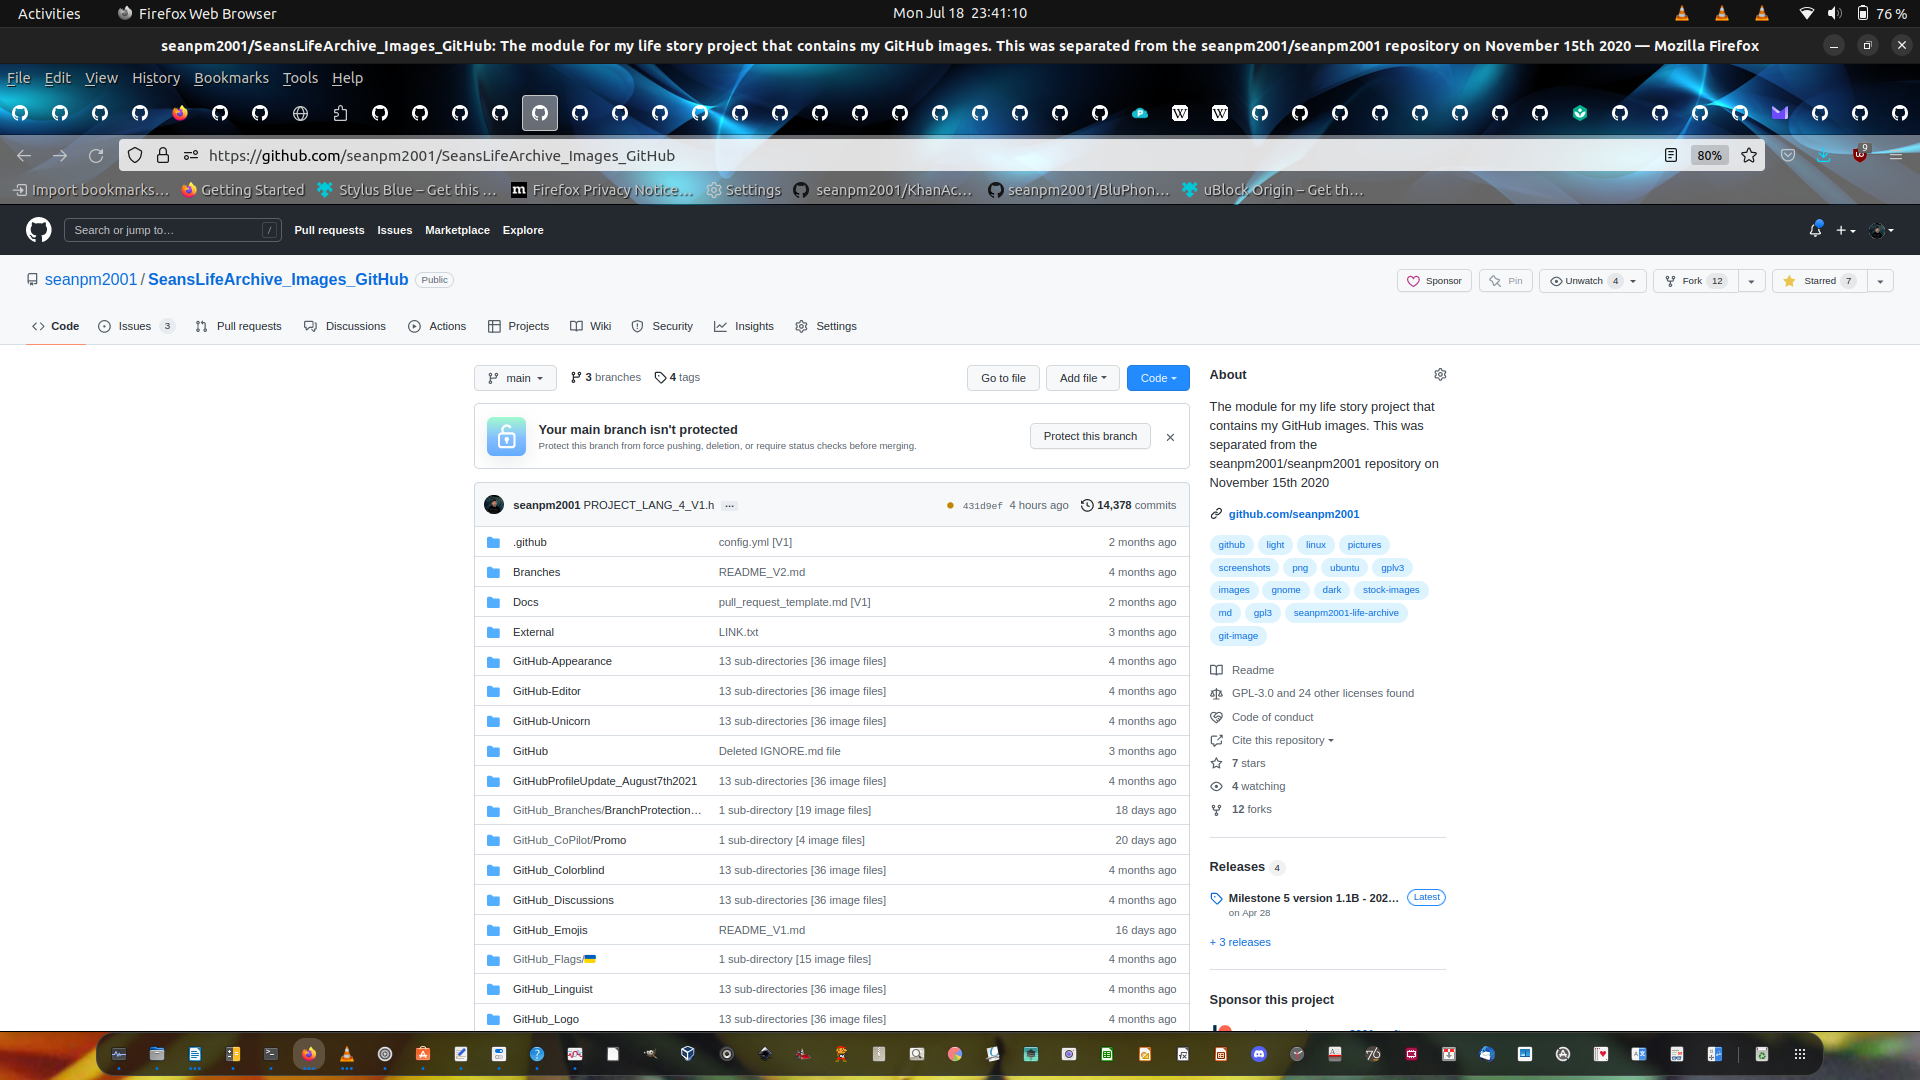 Activities Firefox Web Browser Mon Jul 18 23:41:10 76 %
seanpm2001/SeansLifeArchive_Images_GitHub: The module for my life story project that contains my GitHub images. This was separated from the seanpm2001/seanpm2001 repository on November 15th 2020 — Mozilla Firefox
File Edit View History Bookmarks Tools Help
https://github.com/seanpm2001/SeansLifeArchive_Images_GitHub 80% 9
Import bookmarks… Getting Started Stylus Blue – Get this … Firefox Privacy Notice… Settings seanpm2001/KhanAc… seanpm2001/BluPhon… uBlock Origin – Get th…
Search or jump to… / Pull requests Issues Marketplace Explore
seanpm2001 / SeansLifeArchive_Images_GitHub Public Sponsor Pin Unwatch 4 Fork 12 Starred 7
Code Issues 3 Pull requests Discussions Actions Projects Wiki Security Insights Settings
main 3 branches 4 tags Go to file Add file Code
Your main branch isn't protected
Protect this branch from force pushing, deletion, or require status checks before merging.
Protect this branch
seanpm2001 PROJECT_LANG_4_V1.h … 431d9ef 4 hours ago 14,378 commits
.github config.yml [V1] 2 months ago
Branches README_V2.md 4 months ago
Docs pull_request_template.md [V1] 2 months ago
External LINK.txt 3 months ago
GitHub-Appearance 13 sub-directories [36 image files] 4 months ago
GitHub-Editor 13 sub-directories [36 image files] 4 months ago
GitHub-Unicorn 13 sub-directories [36 image files] 4 months ago
GitHub Deleted IGNORE.md file 3 months ago
GitHubProfileUpdate_August7th2021 13 sub-directories [36 image files] 4 months ago
GitHub_Branches/BranchProtection… 1 sub-directory [19 image files] 18 days ago
GitHub_CoPilot/Promo 1 sub-directory [4 image files] 20 days ago
GitHub_Colorblind 13 sub-directories [36 image files] 4 months ago
GitHub_Discussions 13 sub-directories [36 image files] 4 months ago
GitHub_Emojis README_V1.md 16 days ago
GitHub_Flags/🇺🇦 1 sub-directory [15 image files] 4 months ago
GitHub_Linguist 13 sub-directories [36 image files] 4 months ago
GitHub_Logo 13 sub-directories [36 image files] 4 months ago
About
The module for my life story project that
contains my GitHub images. This was
separated from the
seanpm2001/seanpm2001 repository on
November 15th 2020
github.com/seanpm2001
github light linux pictures
screenshots png ubuntu gplv3
images gnome dark stock-images
md gpl3 seanpm2001-life-archive
git-image
Readme
GPL-3.0 and 24 other licenses found
Code of conduct
Cite this repository
7 stars
4 watching
12 forks
Releases 4
Milestone 5 version 1.1B - 202… Latest
on Apr 28
+ 3 releases
Sponsor this project